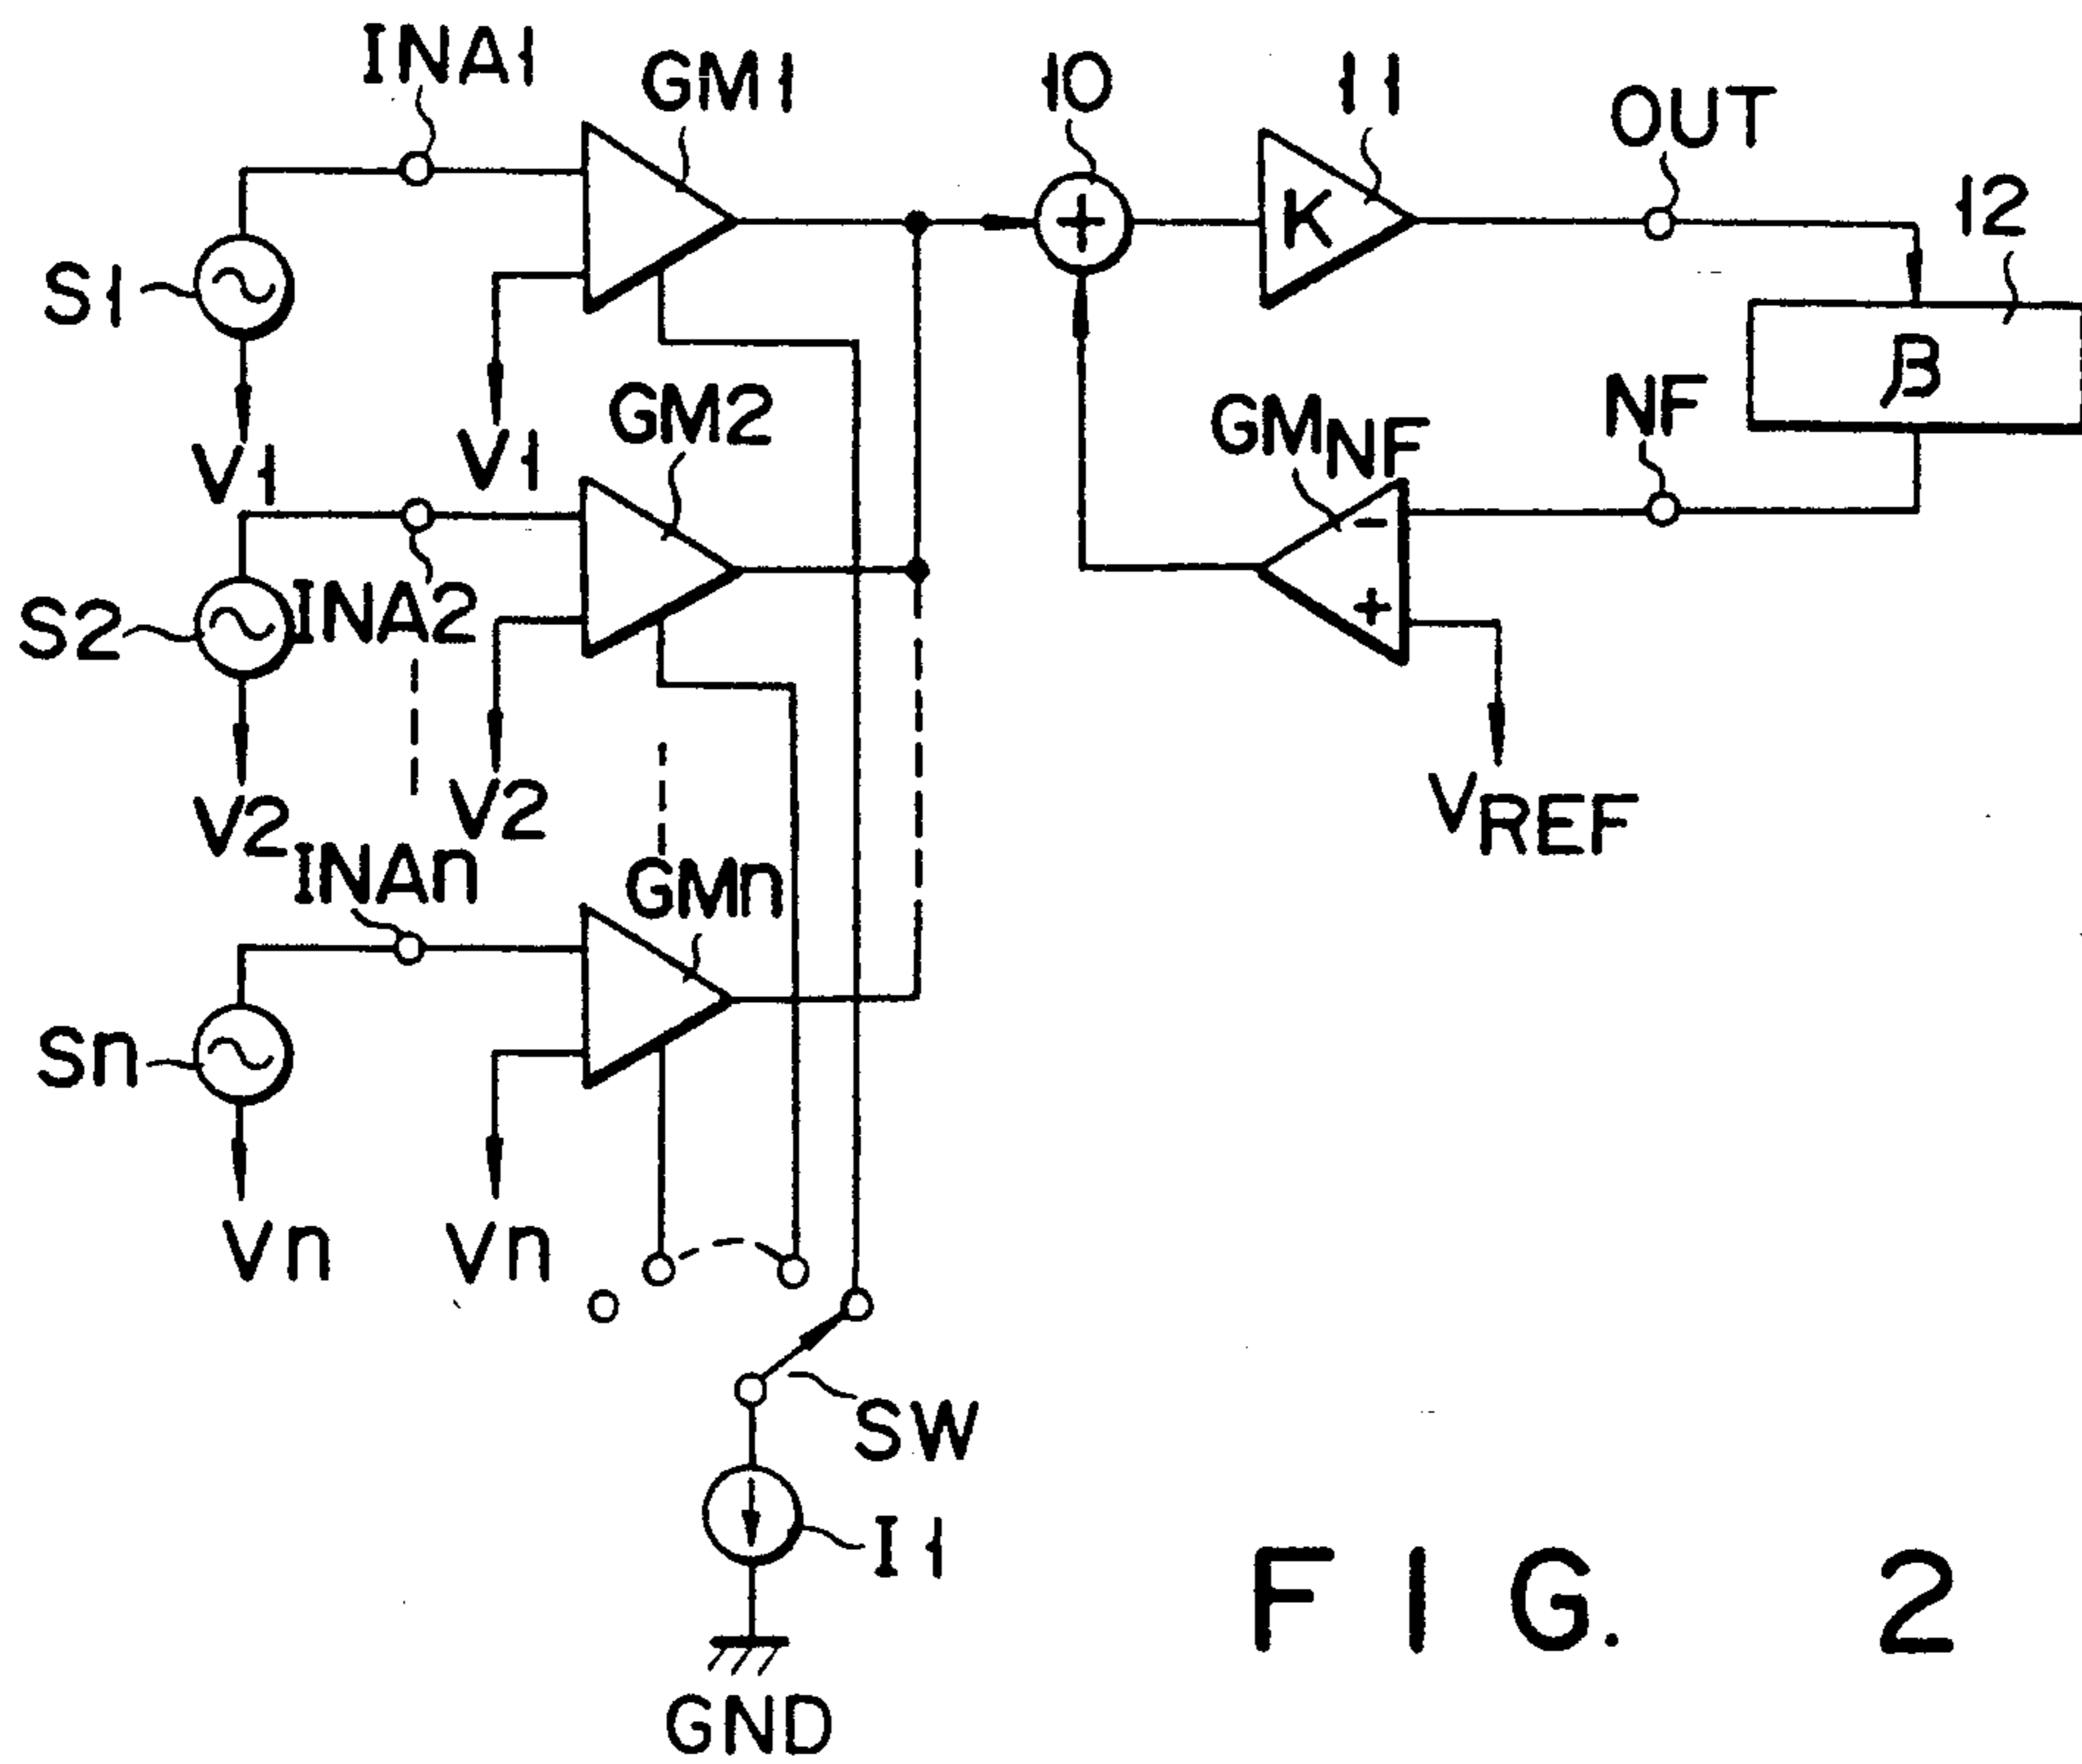 INA1
GM1
10
11
OUT
12
S1
K
β
V1
V1
GM2
GMNF
NF
-
+
+
S2
INA2
V2
V2
VREF
INAn
GMn
Sn
Vn
Vn
SW
I1
GND
FIG. 2